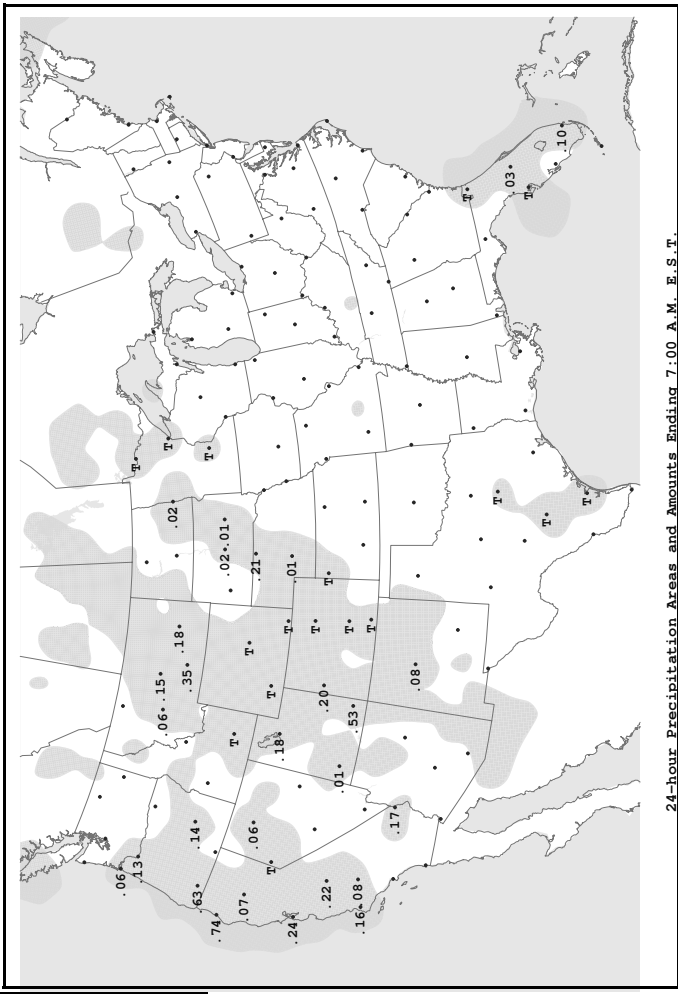 .06
.13
T
.06 .15
T
.02
.18
.35
.14
.63
T
.74
.02 .01
T
.07
T
.06
.21
T
T
.18
T
.24
.01
T
.20
.22
T
.01
T
.53
.16 .08
T
.17
.08
T
T
.03
T
T
.10
T
24-hour Precipitation Areas and Amounts Ending 7:00 A.M. E.S.T.